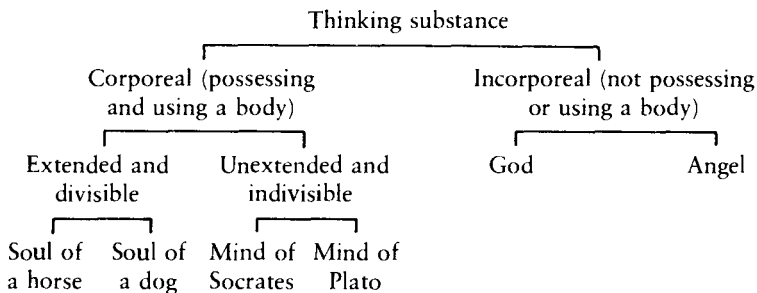 Thinking substance
Corporeal (possessing
and using a body)
Incorporeal (not possessing
or using a body)
Extended and
divisible
Unextended and
indivisible
God
Angel
Soul of
a horse
Soul of
a dog
Mind of
Socrates
Mind of
Plato